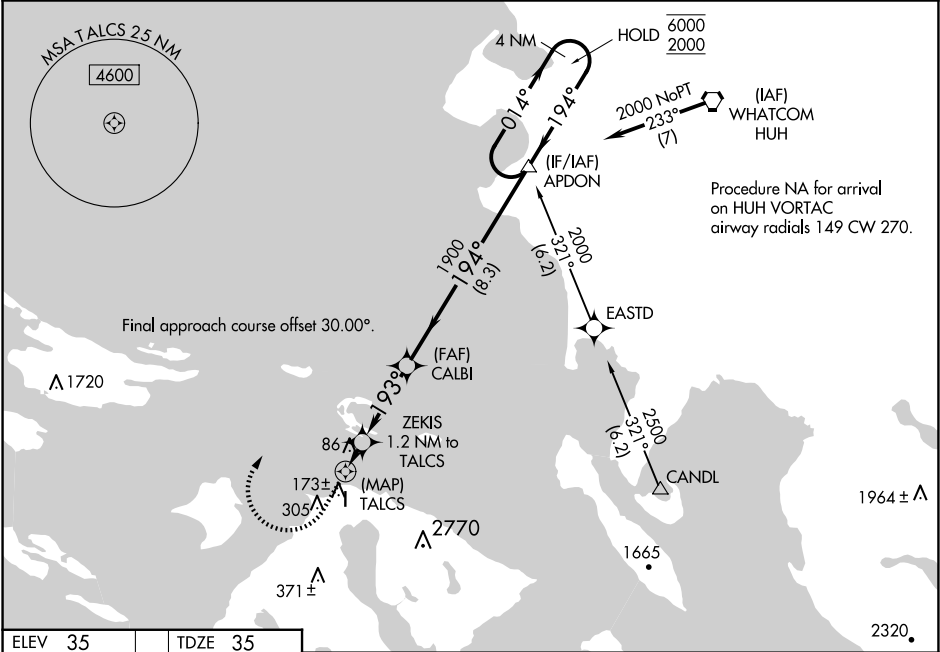 MSA TALCS 25 NM
4600
4 NM
HOLD
6000
2000
014°
194°
2000 NoPT
233°
(7)
(IAF)
WHATCOM
HUH
(IF/IAF)
APDON
Procedure NA for arrival
on HUH VORTAC
airway radials 149 CW 270.
2000
321°
(6.2)
1900
194°
(8.3)
EASTD
Final approach course offset 30.00°.
(FAF)
CALBI
1720
193°
2500
321°
(6.2)
ZEKIS
1.2 NM to
TALCS
86
CANDL
(MAP)
TALCS
173±
305
1964±
2770
1665
371±
2320
ELEV 35
TDZE 35